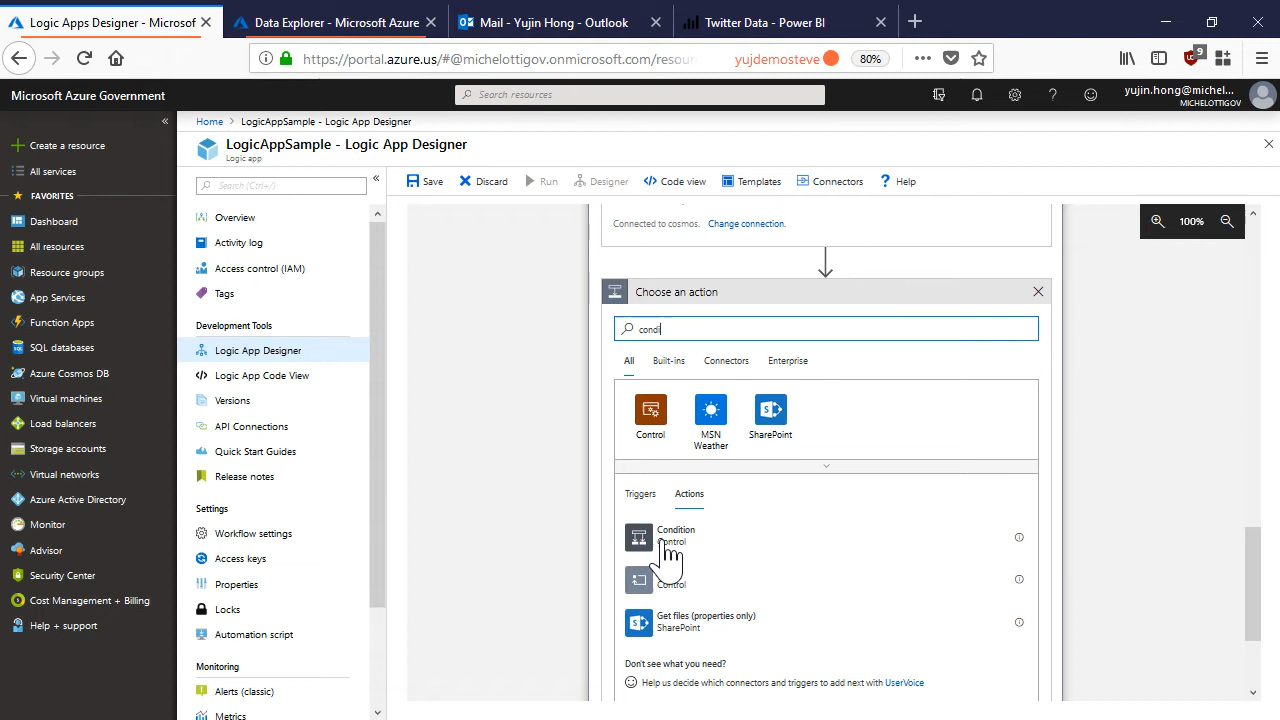 Logic Apps Designer - Microsof
Data Explorer - Microsoft Azure
Mail - Yujin Hong - Outlook
Twitter Data - Power BI
https://portal.azure.us/#@michelottigov.onmicrosoft.com/resour
yujdemosteve
80%
9
Microsoft Azure Government
Search resources
yujin.hong@michel...
MICHELOTTIGOV
Create a resource
All services
FAVORITES
Dashboard
All resources
Resource groups
App Services
Function Apps
SQL databases
Azure Cosmos DB
Virtual machines
Load balancers
Storage accounts
Virtual networks
Azure Active Directory
Monitor
Advisor
Security Center
Cost Management + Billing
Help + support
Home > LogicAppSample - Logic App Designer
LogicAppSample - Logic App Designer
Logic app
Search (Ctrl+/)
Overview
Activity log
Access control (IAM)
Tags
Development Tools
Logic App Designer
Logic App Code View
Versions
API Connections
Quick Start Guides
Release notes
Settings
Workflow settings
Access keys
Properties
Locks
Automation script
Monitoring
Alerts (classic)
Metrics
Save
Discard
Run
Designer
Code view
Templates
Connectors
Help
100%
Connected to cosmos. Change connection.
Choose an action
condi
All
Built-ins
Connectors
Enterprise
Control
MSN Weather
SharePoint
Triggers
Actions
Condition
Control
Control
Get files (properties only)
SharePoint
Don't see what you need?
Help us decide which connectors and triggers to add next with UserVoice